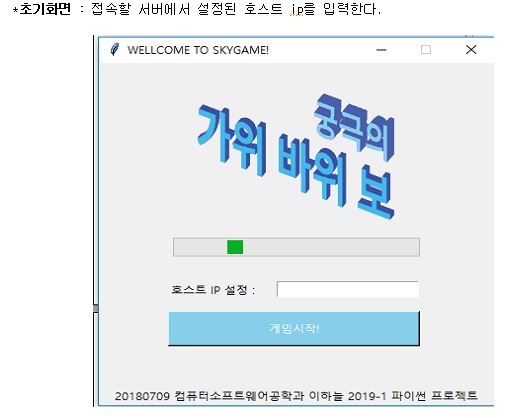 *초기화면 : 접속할 서버에서 설정된 호스트 ip를 입력한다.
WELLCOME TO SKYGAME!
궁극의
가위 바위 보
호스트 IP 설정 :
게임시작!
20180709 컴퓨터소프트웨어공학과 이하늘 2019-1 파이썬 프로젝트